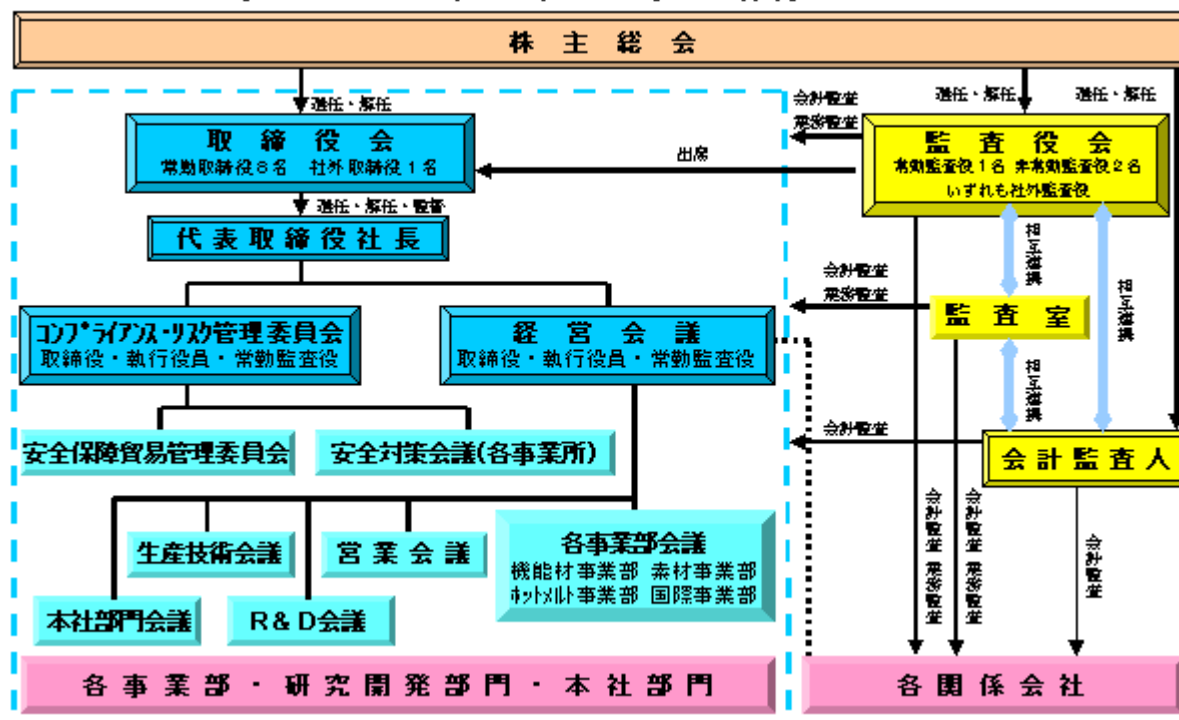 株主総会
選任・解任
会計監査
業務監査
選任・解任
選任・解任
取締役会
常勤取締役8名 社外取締役1名
出席
監査役会
常勤監査役1名 非常勤監査役2名
いずれも社外監査役
選任・解任・監督
代表取締役社長
相互連携
相互連携
会計監査
業務監査
監査室
コンプライアンス・リスク管理委員会
取締役・執行役員・常勤監査役
経営会議
取締役・執行役員・常勤監査役
相互連携
会計監査
会計監査人
安全保障貿易管理委員会
安全対策会議(各事業所)
会計監査 業務監査
会計監査 業務監査
会計監査
生産技術会議
営業会議
各事業部会議
機能材事業部 素材事業部
ホットメルト事業部 国際事業部
本社部門会議
R&D会議
各事業部・研究開発部門・本社部門
各関係会社